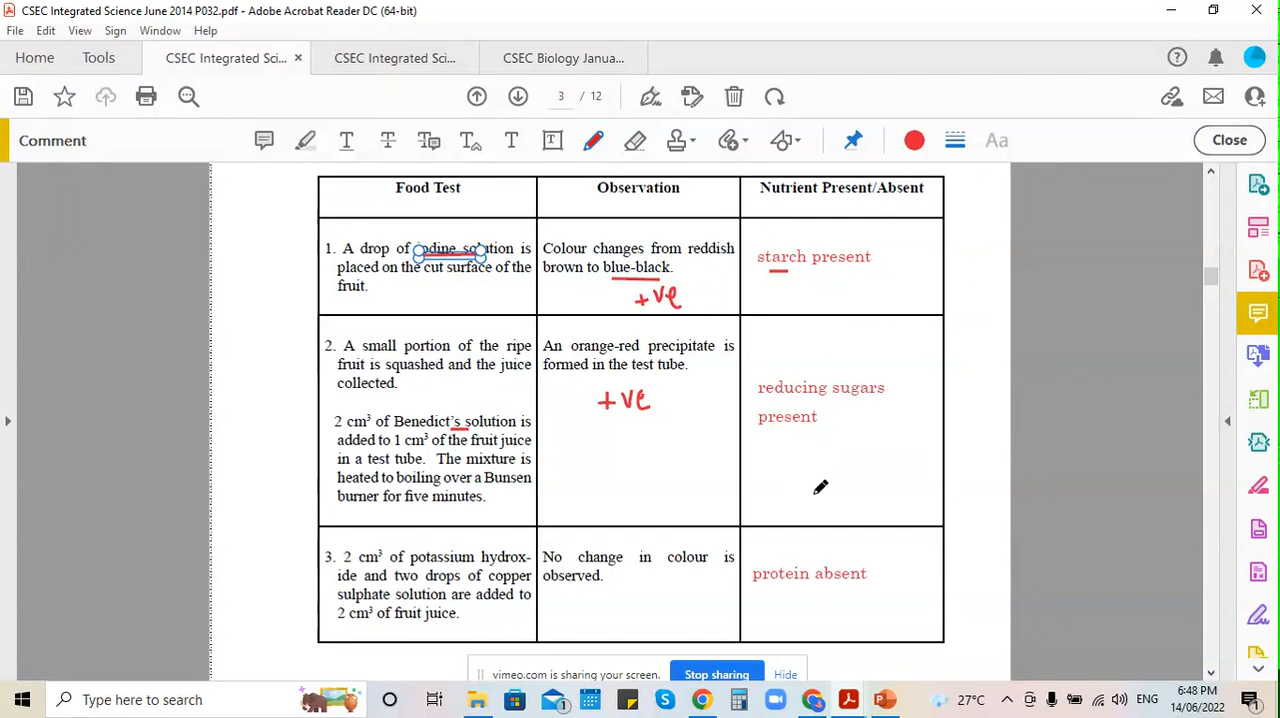 CSEC Integrated Science June 2014 P032.pdf - Adobe Acrobat Reader DC (64-bit)
File Edit View Sign Window Help
Home Tools CSEC Integrated Sci... × CSEC Integrated Sci... CSEC Biology Janua...
3 / 12
Comment
Aa
Close
Food Test
Observation
Nutrient Present/Absent
1. A drop of iodine solution is
placed on the cut surface of the
fruit.
Colour changes from reddish
brown to blue-black.
+ve
starch present
2. A small portion of the ripe
fruit is squashed and the juice
collected.
2 cm³ of Benedict's solution is
added to 1 cm³ of the fruit juice
in a test tube. The mixture is
heated to boiling over a Bunsen
burner for five minutes.
An orange-red precipitate is
formed in the test tube.
+ve
reducing sugars
present
3. 2 cm³ of potassium hydrox-
ide and two drops of copper
sulphate solution are added to
2 cm³ of fruit juice.
No change in colour is
observed.
protein absent
vimeo.com is sharing your screen. Stop sharing Hide
Type here to search
1
27°C
ENG
6:48 PM
14/06/2022
1